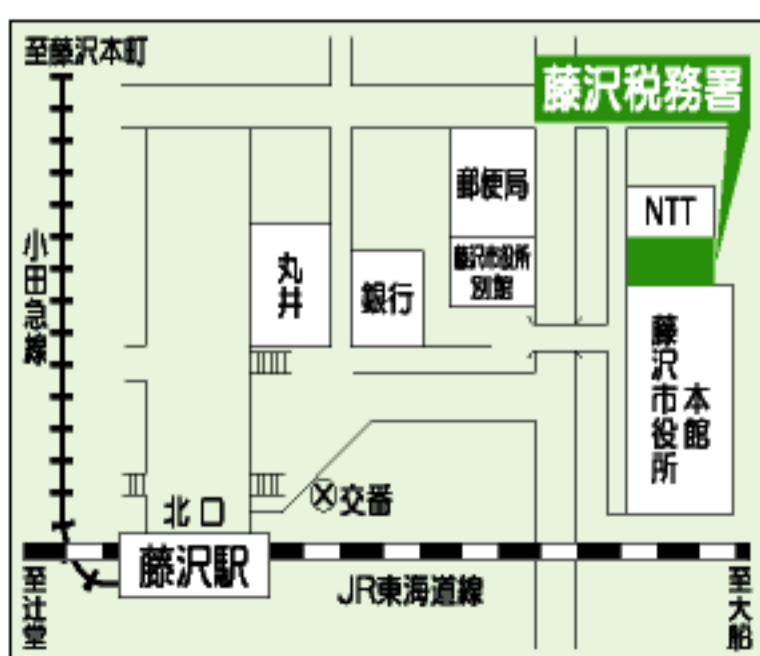 至藤沢本町
藤沢税務署
郵便局
NTT
小田急線
丸井
銀行
藤沢市役所
別館
藤沢市役所
本館
交番
北口
藤沢駅
JR東海道線
至辻堂
至大船